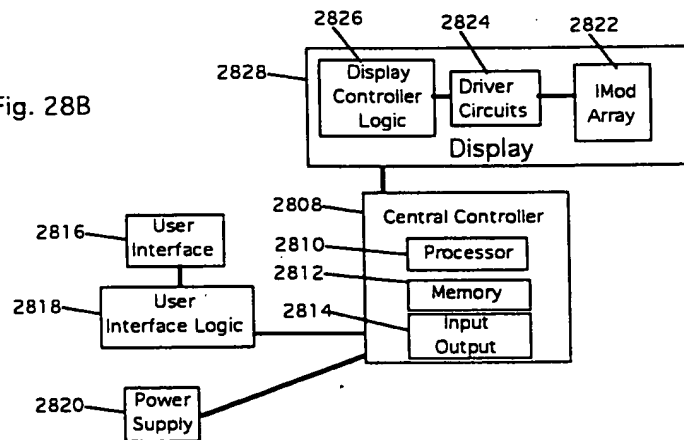 2826
2824
2822
2828
Display
Controller
Logic
Driver
Circuits
IMod
Array
Display
Fig. 28B
2808
Central Controller
2816
User
Interface
2810
Processor
2812
Memory
2818
User
Interface Logic
2814
Input
Output
2820
Power
Supply